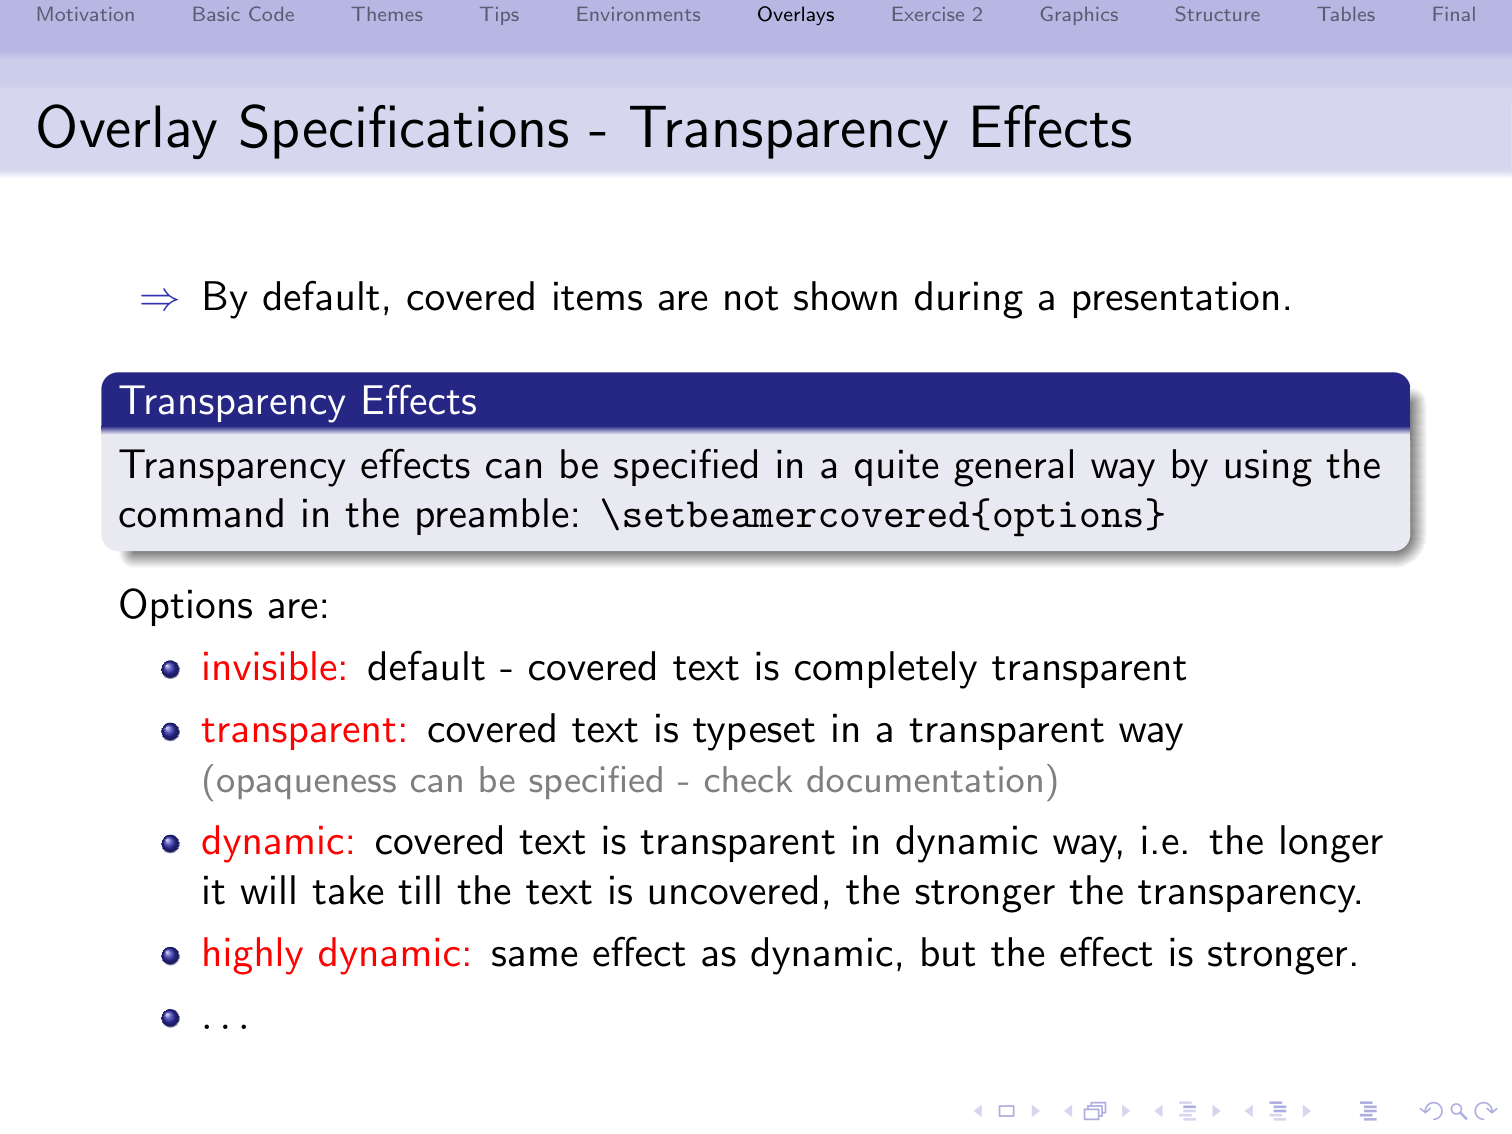 Motivation Basic Code Themes Tips Environments Overlays Exercise 2 Graphics Structure Tables Final
Overlay Specifications - Transparency Effects
⇒ By default, covered items are not shown during a presentation.
Transparency Effects
Transparency effects can be specified in a quite general way by using the
command in the preamble: \setbeamercovered{options}
Options are:
invisible: default - covered text is completely transparent
transparent: covered text is typeset in a transparent way
(opaqueness can be specified - check documentation)
dynamic: covered text is transparent in dynamic way, i.e. the longer
it will take till the text is uncovered, the stronger the transparency.
highly dynamic: same effect as dynamic, but the effect is stronger.
...